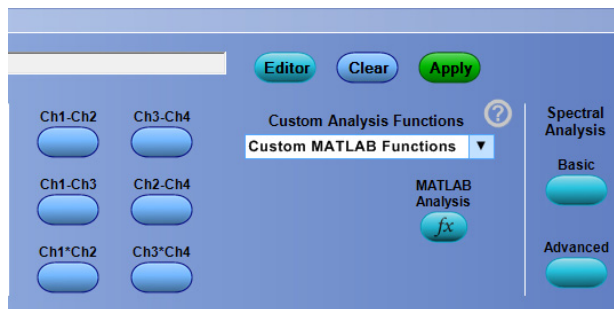 Editor Clear Apply
Ch1-Ch2 Ch3-Ch4
Custom Analysis Functions ?
Custom MATLAB Functions ▼
Spectral
Analysis
Basic
Ch1-Ch3 Ch2-Ch4
MATLAB
Analysis
fx
Ch1*Ch2 Ch3*Ch4
Advanced